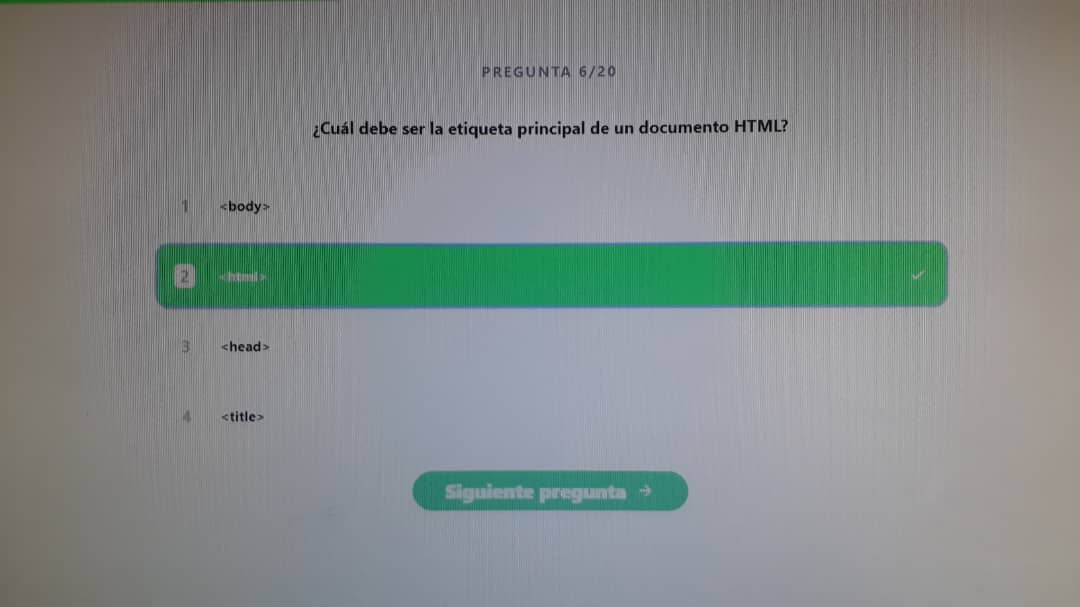 PREGUNTA 6/20
¿Cuál debe ser la etiqueta principal de un documento HTML?
1 <body>
2 <html>
3 <head>
4 <title>
Siguiente pregunta →